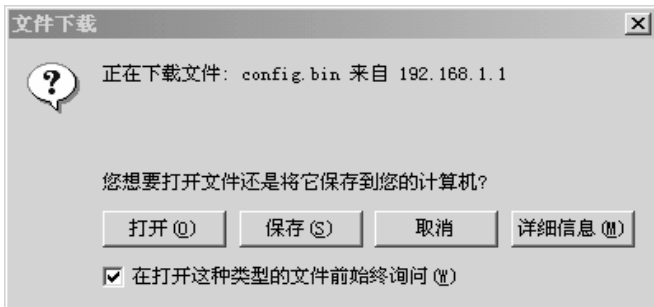 文件下载
正在下载文件: config.bin 来自 192.168.1.1
您想要打开文件还是将它保存到您的计算机?
打开(O) 保存(S) 取消 详细信息(M)
在打开这种类型的文件前始终询问(W)